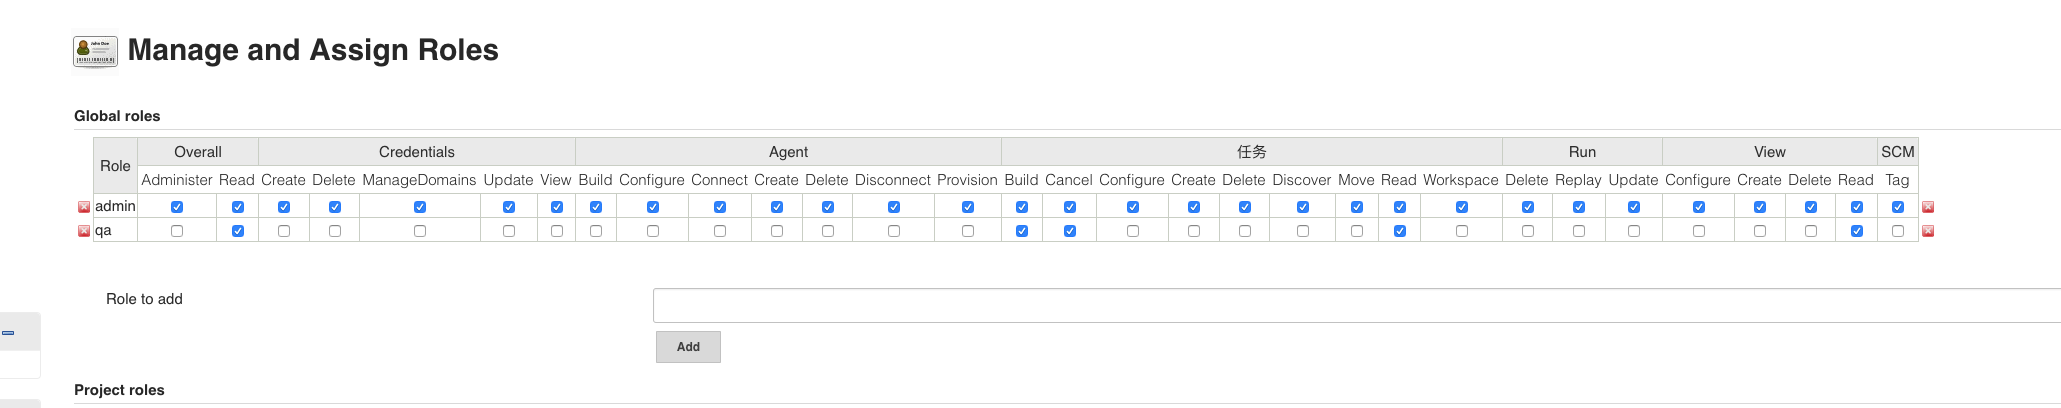 John Doe
Manage and Assign Roles
Global roles
Role Overall Credentials Agent 任务 Run View SCM
Administer Read Create Delete ManageDomains Update View Build Configure Connect Create Delete Disconnect Provision Build Cancel Configure Create Delete Discover Move Read Workspace Delete Replay Update Configure Create Delete Read Tag
admin
qa
Role to add
Add
Project roles